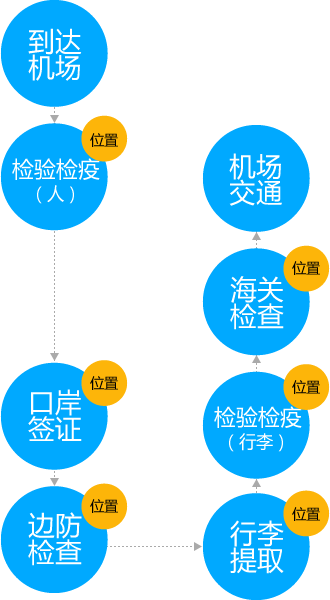 到达
机场
位置
检验检疫
（人）
位置
口岸
签证
位置
边防
检查
位置
行李
提取
位置
检验检疫
（行李）
位置
海关
检查
机场
交通